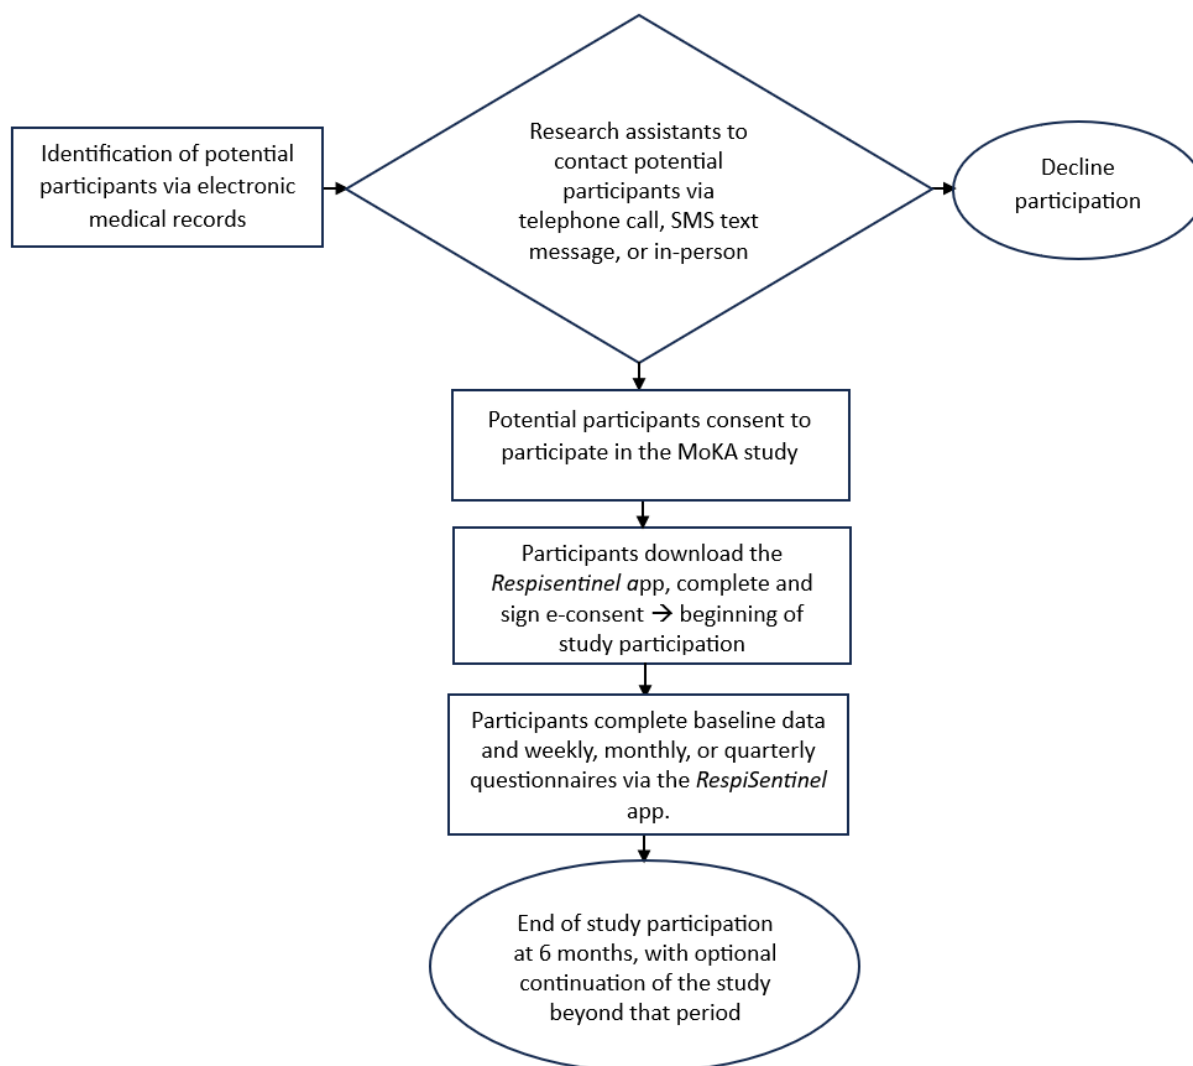 Identification of potential
participants via electronic
medical records
Research assistants to
contact potential
participants via
telephone call, SMS text
message, or in-person
Decline
participation
Potential participants consent to
participate in the MoKA study
Participants download the
Respisentinel app, complete and
sign e-consent → beginning of
study participation
Participants complete baseline data
and weekly, monthly, or quarterly
questionnaires via the RespiSentinel
app.
End of study participation
at 6 months, with optional
continuation of the study
beyond that period